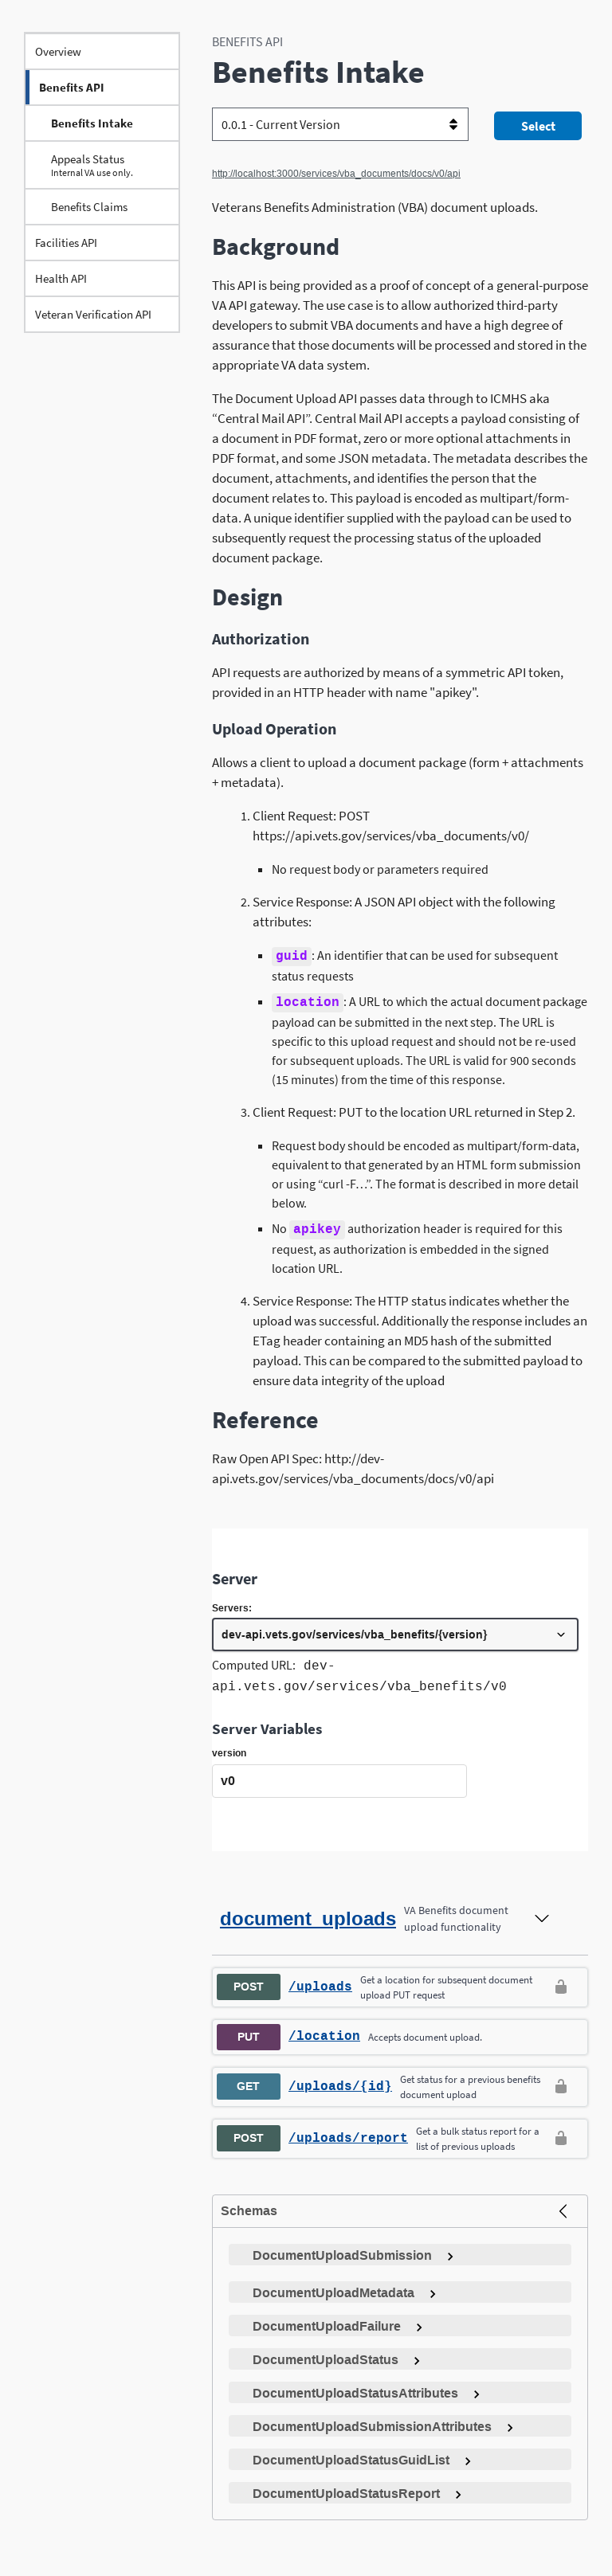 Overview
Benefits API
Benefits Intake
Appeals Status
Internal VA use only.
Benefits Claims
Facilities API
Health API
Veteran Verification API
BENEFITS API
Benefits Intake
0.0.1 - Current Version
Select
http://localhost:3000/services/vba_documents/docs/v0/api
Veterans Benefits Administration (VBA) document uploads.
Background
This API is being provided as a proof of concept of a general-purpose
VA API gateway. The use case is to allow authorized third-party
developers to submit VBA documents and have a high degree of
assurance that those documents will be processed and stored in the
appropriate VA data system.
The Document Upload API passes data through to ICMHS aka
“Central Mail API”. Central Mail API accepts a payload consisting of
a document in PDF format, zero or more optional attachments in
PDF format, and some JSON metadata. The metadata describes the
document, attachments, and identifies the person that the
document relates to. This payload is encoded as multipart/form-
data. A unique identifier supplied with the payload can be used to
subsequently request the processing status of the uploaded
document package.
Design
Authorization
API requests are authorized by means of a symmetric API token,
provided in an HTTP header with name "apikey".
Upload Operation
Allows a client to upload a document package (form + attachments
+ metadata).
1. Client Request: POST
https://api.vets.gov/services/vba_documents/v0/
▪ No request body or parameters required
2. Service Response: A JSON API object with the following
attributes:
▪ guid: An identifier that can be used for subsequent
status requests
▪ location: A URL to which the actual document package
payload can be submitted in the next step. The URL is
specific to this upload request and should not be re-used
for subsequent uploads. The URL is valid for 900 seconds
(15 minutes) from the time of this response.
3. Client Request: PUT to the location URL returned in Step 2.
▪ Request body should be encoded as multipart/form-data,
equivalent to that generated by an HTML form submission
or using “curl -F…”. The format is described in more detail
below.
▪ No apikey authorization header is required for this
request, as authorization is embedded in the signed
location URL.
4. Service Response: The HTTP status indicates whether the
upload was successful. Additionally the response includes an
ETag header containing an MD5 hash of the submitted
payload. This can be compared to the submitted payload to
ensure data integrity of the upload
Reference
Raw Open API Spec: http://dev-
api.vets.gov/services/vba_documents/docs/v0/api
Server
Servers:
dev-api.vets.gov/services/vba_benefits/{version}
Computed URL: dev-
api.vets.gov/services/vba_benefits/v0
Server Variables
version
v0
document_uploads
VA Benefits document
upload functionality
POST /uploads
Get a location for subsequent document
upload PUT request
PUT /location Accepts document upload.
GET /uploads/{id}
Get status for a previous benefits
document upload
POST /uploads/report
Get a bulk status report for a
list of previous uploads
Schemas
DocumentUploadSubmission
DocumentUploadMetadata
DocumentUploadFailure
DocumentUploadStatus
DocumentUploadStatusAttributes
DocumentUploadSubmissionAttributes
DocumentUploadStatusGuidList
DocumentUploadStatusReport